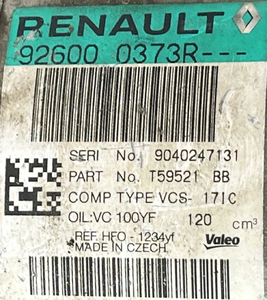 RENAULT
92600 0373R---
SERI No. 9040247131
PART No. T59521 BB
COMP TYPE VCS- 171C
OIL:VC 100YF 120 cm³
REF. HFO - 1234yf
MADE IN CZECH. Valeo